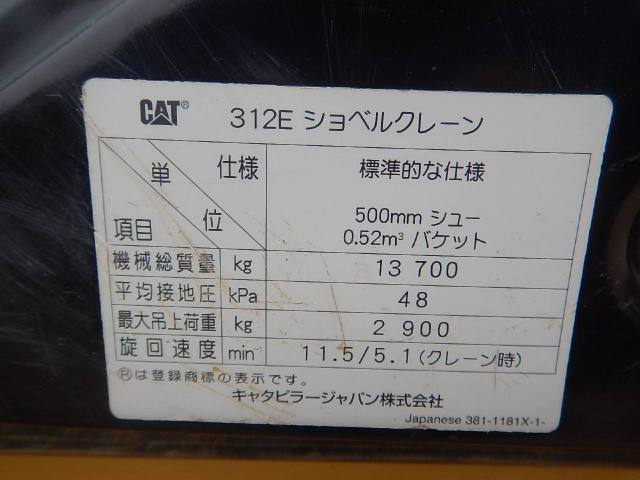 CAT® 312E ショベルクレーン
単位 仕様 標準的な仕様
項目 500mm シュー
0.52m³ バケット
機械総質量 kg 13 700
平均接地圧 kPa 48
最大吊上荷重 kg 2 900
旋回速度 min⁻¹ 11.5/5.1(クレーン時)
®は登録商標の表示です。
キャタピラージャパン株式会社
Japanese 381-1181X-1-